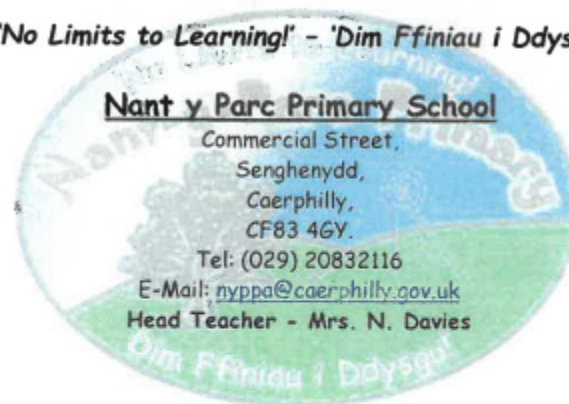 'No Limits to Learning!' - 'Dim Ffiniau i Ddys
Nant y Parc Primary School
Commercial Street,
Senghenydd,
Caerphilly,
CF83 4GY.
Tel: (029) 20832116
E-Mail: nyppa@caerphilly.gov.uk
Head Teacher - Mrs. N. Davies
Dim Ffiniau i Ddysgu!